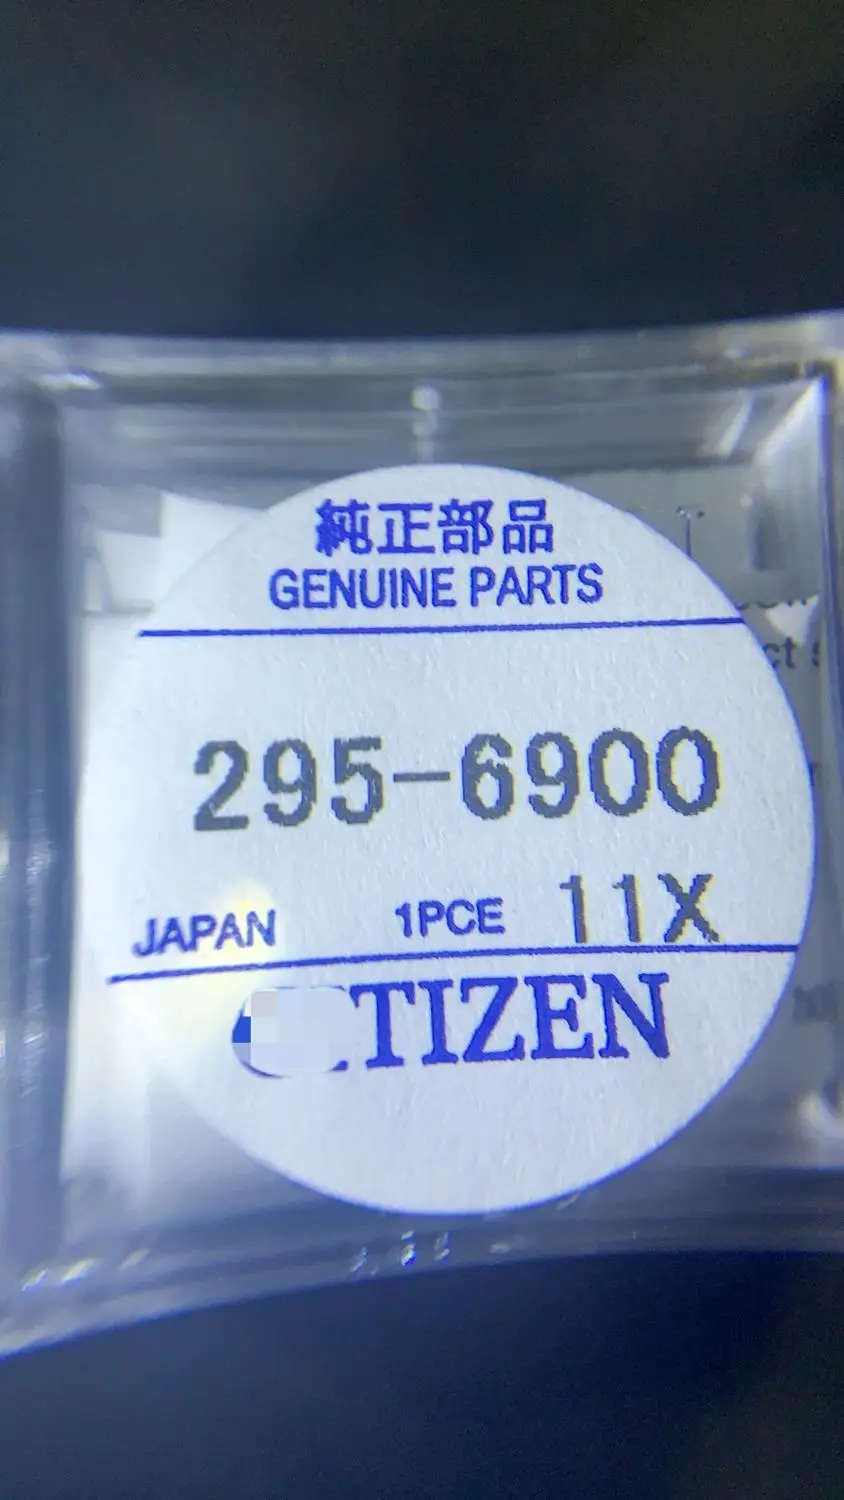 純正部品
GENUINE PARTS
295-6900
JAPAN 1PCE 11X
TIZEN